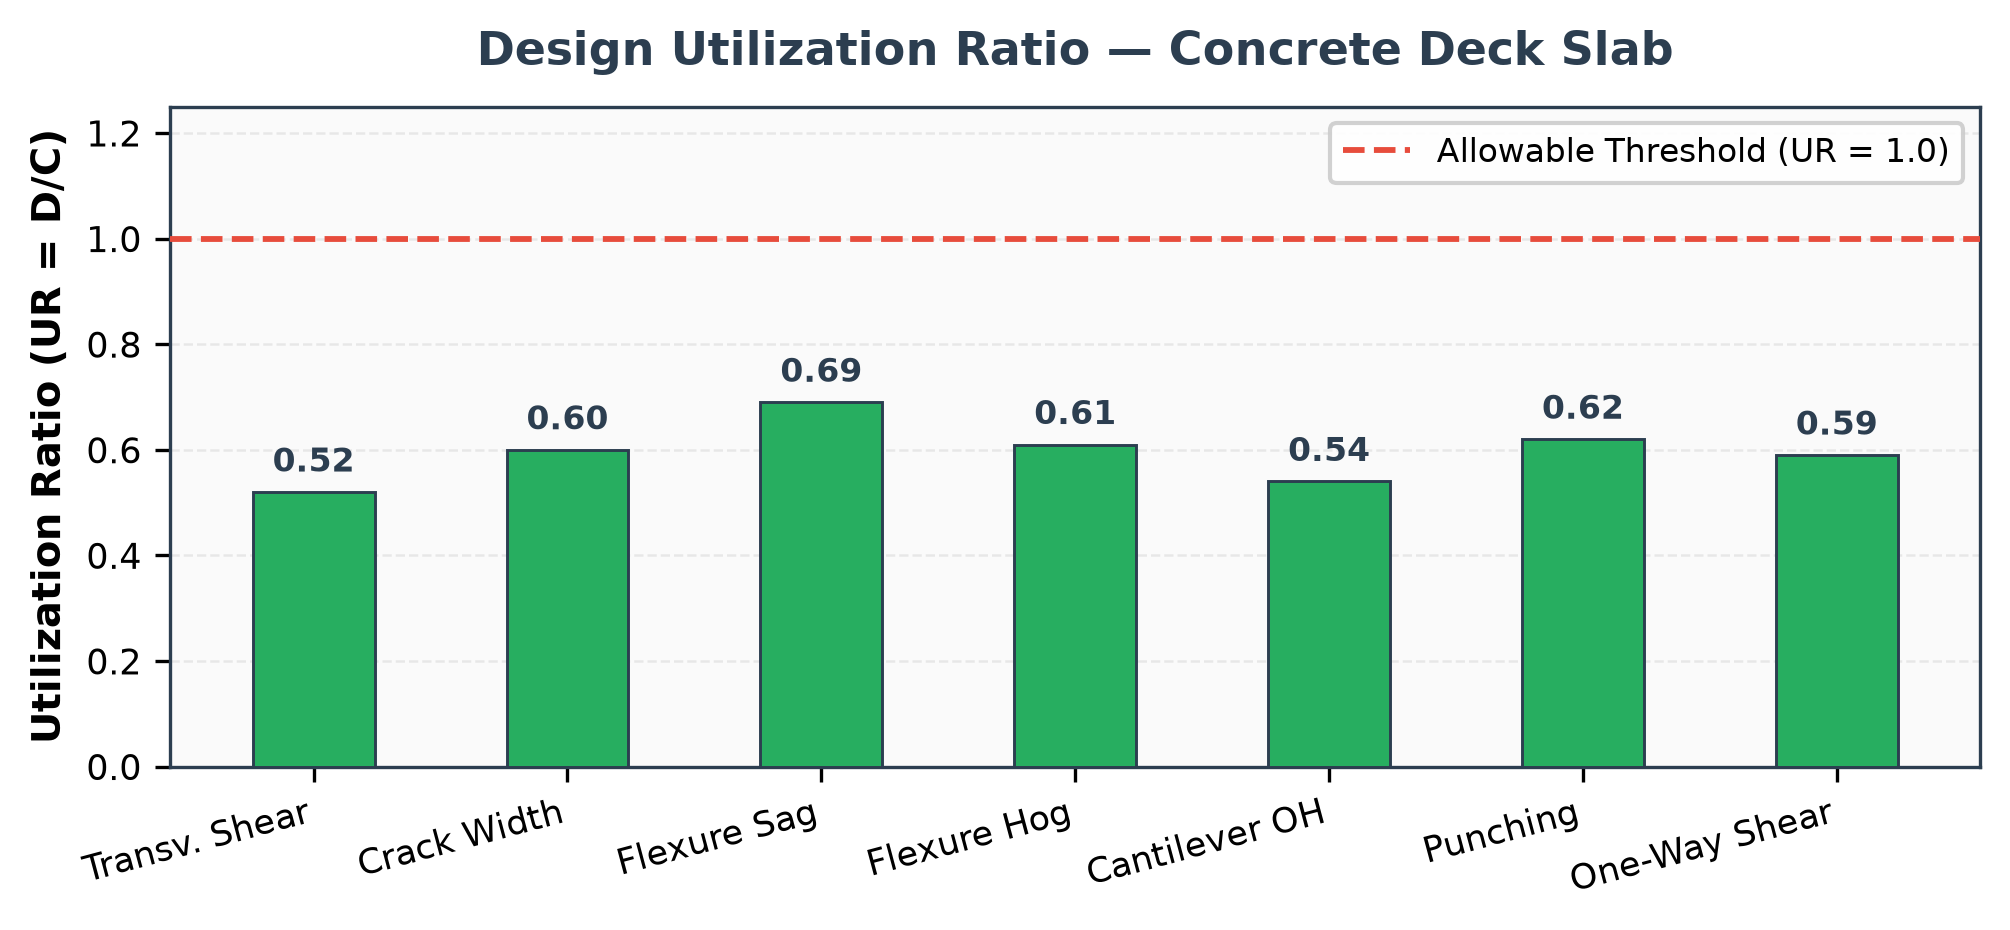 Design Utilization Ratio — Concrete Deck Slab
Utilization Ratio (UR = D/C)
1.2
1.0
0.8
0.6
0.4
0.2
0.0
Allowable Threshold (UR = 1.0)
0.52
0.60
0.69
0.61
0.54
0.62
0.59
Transv. Shear
Crack Width
Flexure Sag
Flexure Hog
Cantilever OH
Punching
One-Way Shear